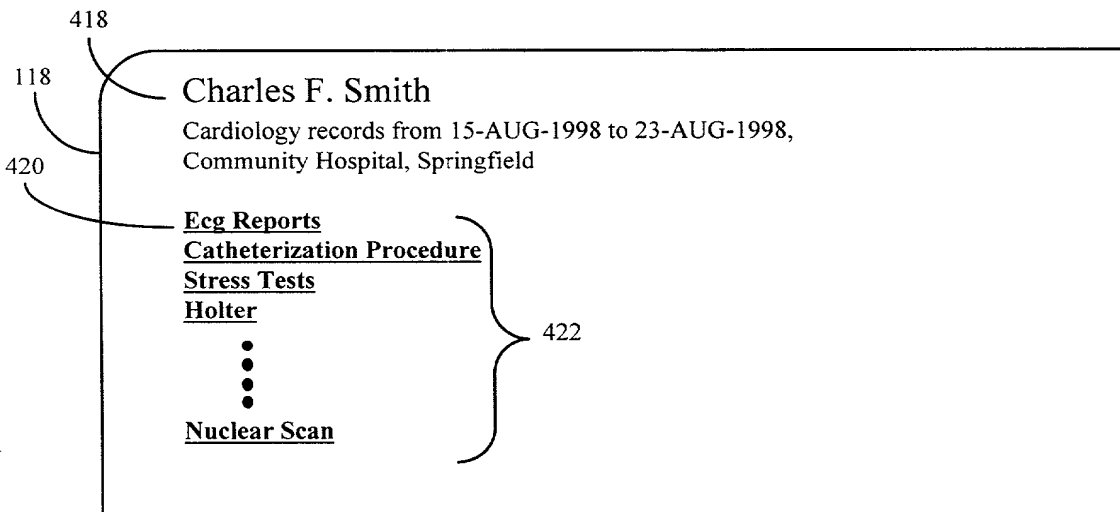 418
118
Charles F. Smith
Cardiology records from 15-AUG-1998 to 23-AUG-1998,
Community Hospital, Springfield
420
Ecg Reports
Catheterization Procedure
Stress Tests
Holter
422
Nuclear Scan